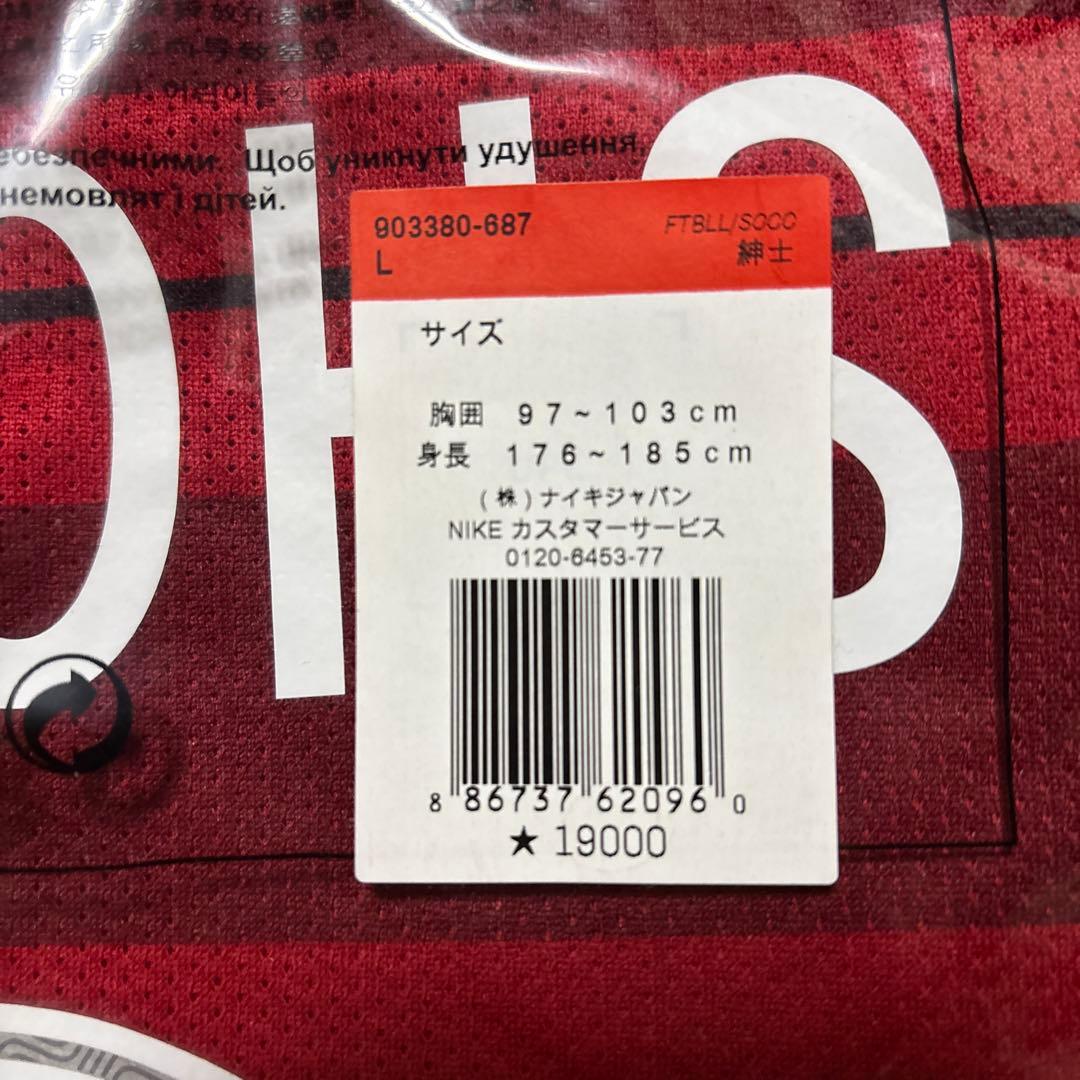 Щоб уникнути удушення,
немовлят і дітей.
OHS
903380-687
FTBLL/SOCC
L
紳士
サイズ
胸囲 97~103cm
身長 176~185cm
(株)ナイキジャパン
NIKE カスタマーサービス
0120-6453-77
8 86737 62096 0
★ 19000